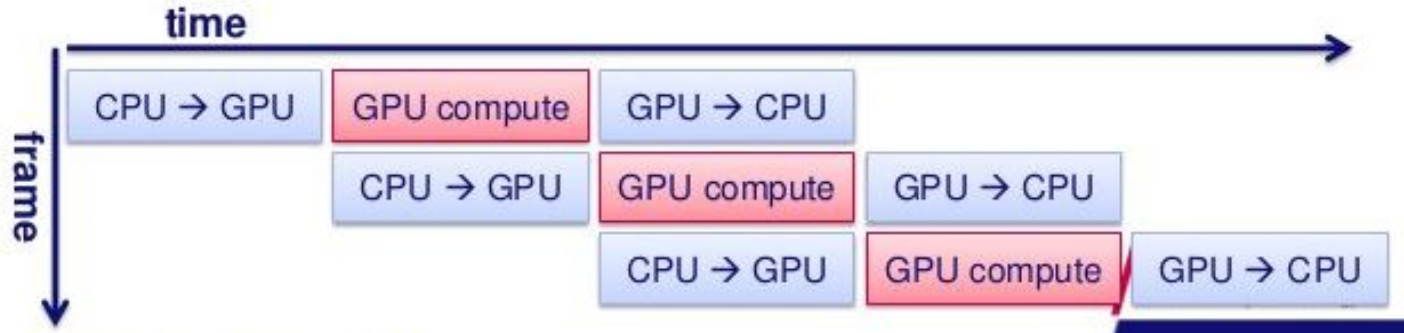 time
frame
CPU → GPU GPU compute GPU → CPU
CPU → GPU GPU compute GPU → CPU
CPU → GPU GPU compute GPU → CPU